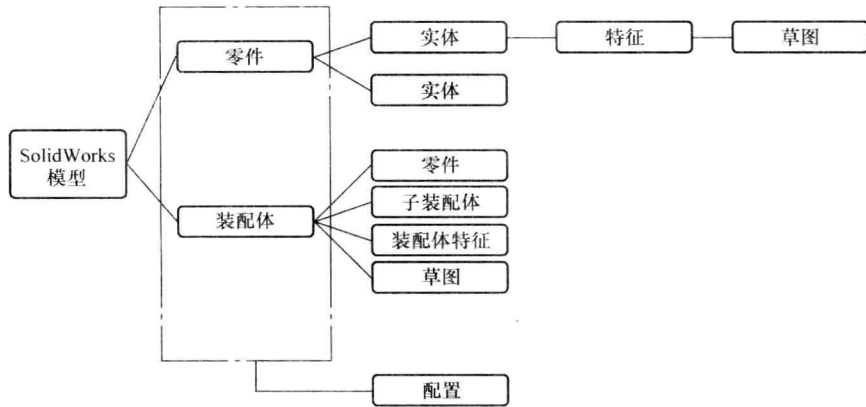 零件
实体
特征
草图
实体
SolidWorks
模型
装配体
零件
子装配体
装配体特征
草图
配置